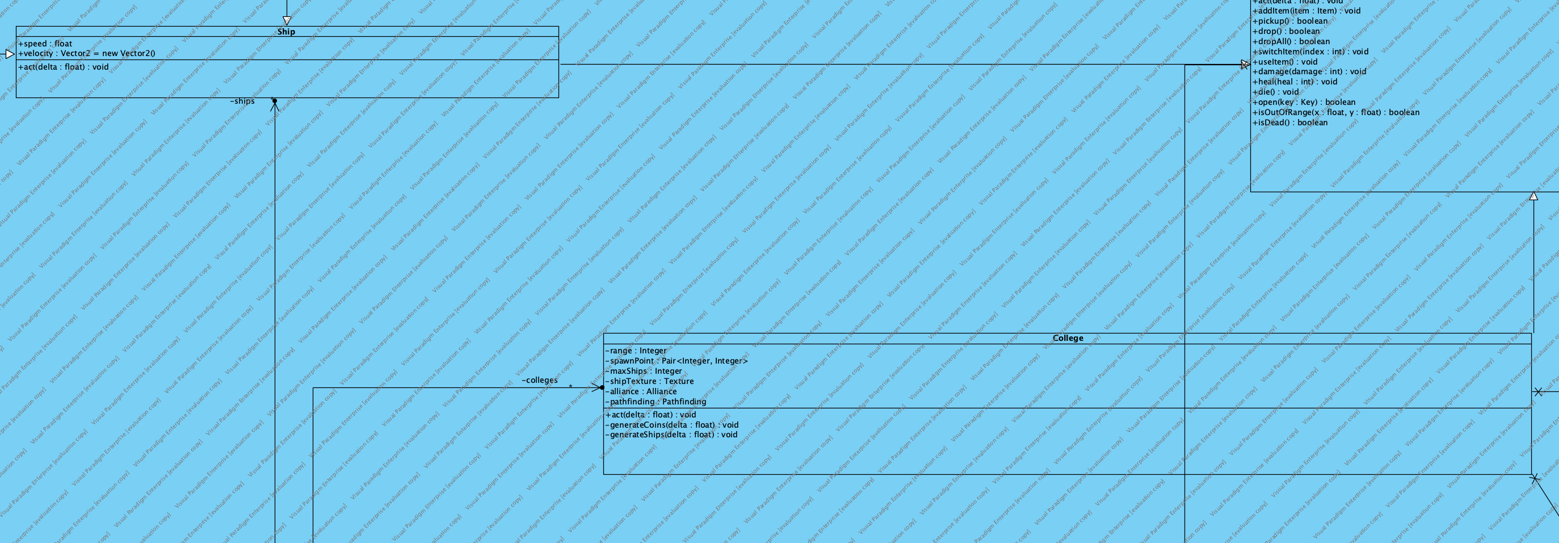 Ship
+speed : float
+velocity : Vector2 = new Vector2()
+act(delta : float) : void
-ships
+act(delta : float) : void
+addItem(item : Item) : void
+pickup() : boolean
+drop() : boolean
+dropAll() : boolean
+switchItem(index : int) : void
+useItem() : void
+damage(damage : int) : void
+heal(heal : int) : void
+die() : void
+open(key : Key) : boolean
+isOutOfRange(x : float, y : float) : boolean
+isDead() : boolean
-colleges
*
College
-range : Integer
-spawnPoint : Pair<Integer, Integer>
-maxShips : Integer
-shipTexture : Texture
-alliance : Alliance
-pathfinding : Pathfinding
+act(delta : float) : void
-generateCoins(delta : float) : void
-generateShips(delta : float) : void
Visual Paradigm Enterprise [evaluation copy]